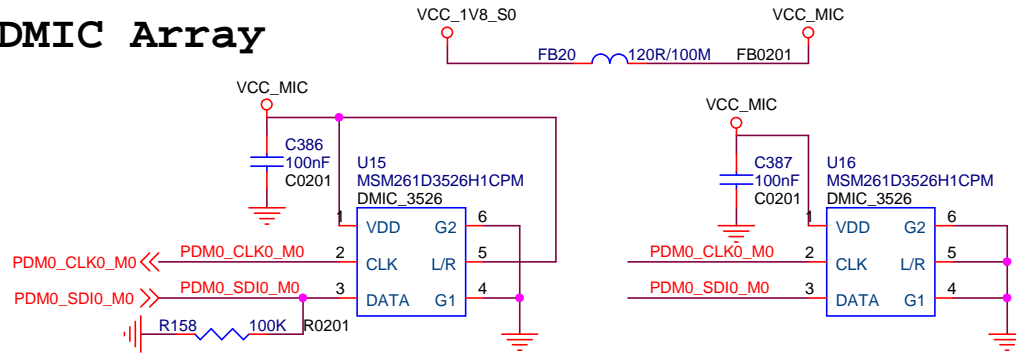 DMIC Array
VCC_1V8_S0
VCC_MIC
FB20
120R/100M
FB0201
VCC_MIC
C386
100nF
C0201
U15
MSM261D3526H1CPM
DMIC_3526
1
VDD
G2
6
PDM0_CLK0_M0
PDM0_CLK0_M0
2
CLK
L/R
5
PDM0_SDI0_M0
PDM0_SDI0_M0
3
DATA
G1
4
R158
100K
R0201
VCC_MIC
C387
100nF
C0201
U16
MSM261D3526H1CPM
DMIC_3526
1
VDD
G2
6
PDM0_CLK0_M0
2
CLK
L/R
5
PDM0_SDI0_M0
3
DATA
G1
4